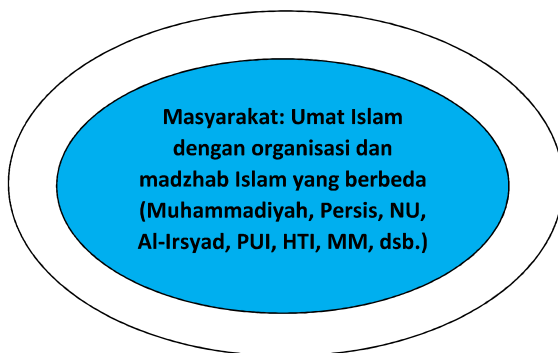 Masyarakat: Umat Islam
dengan organisasi dan
madzhab Islam yang berbeda
(Muhammadiyah, Persis, NU,
Al-Irsyad, PUI, HTI, MM, dsb.)